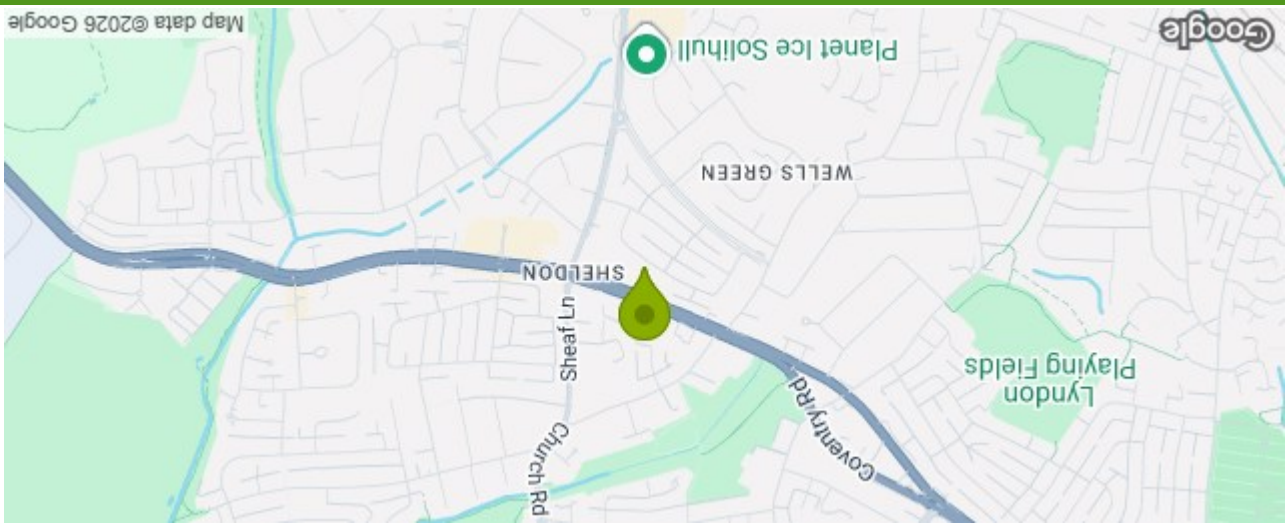 Coventry Rd
Church Rd
Lyndon
Playing Fields
Sheaf Ln
SHELDON
WELLS GREEN
Planet Ice Solihull
Google
Map data ©2026 Google